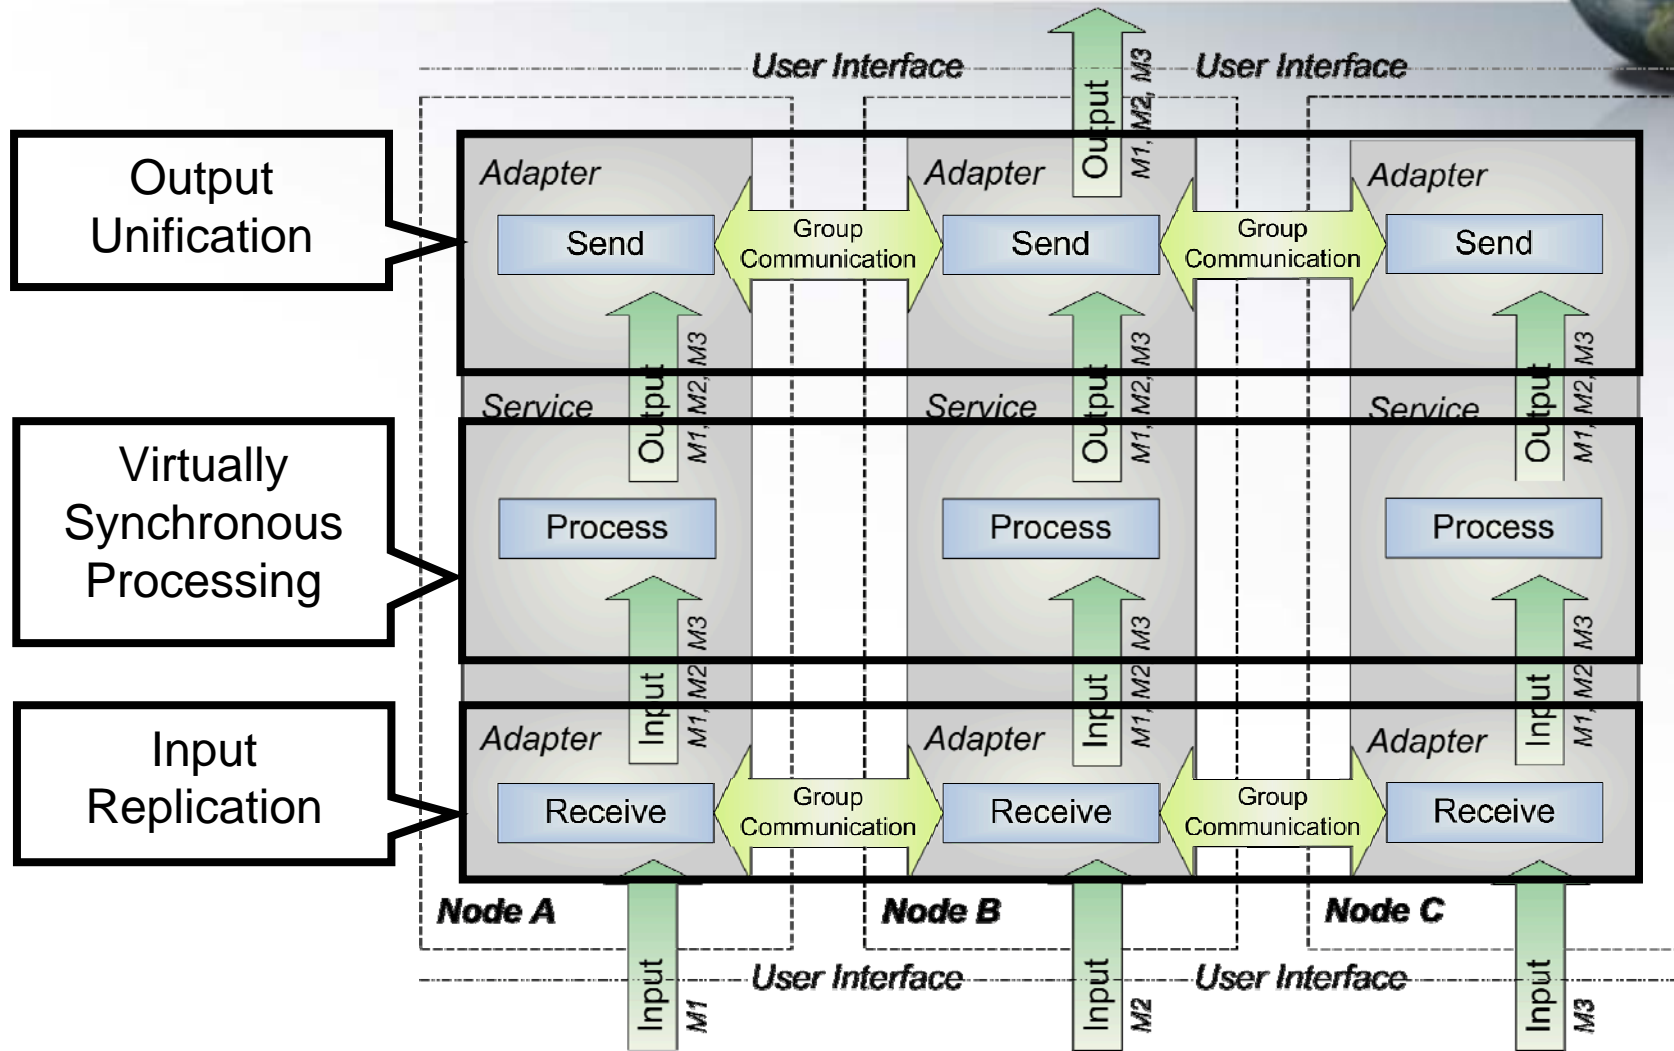 User Interface
User Interface
Output
M1, M2, M3
Output
Unification
Adapter
Adapter
Adapter
Send
Group
Communication
Send
Group
Communication
Send
Output
M1, M2, M3
Output
M1, M2, M3
Output
M1, M2, M3
Service
Service
Service
Virtually
Synchronous
Processing
Process
Process
Process
Input
M1, M2 M3
Input
M1, M2 M3
Input
M1, M2 M3
Input
Replication
Adapter
Adapter
Adapter
Receive
Group
Communication
Receive
Group
Communication
Receive
Node A
Node B
Node C
User Interface
User Interface
Input
M1
Input
M2
Input
M3